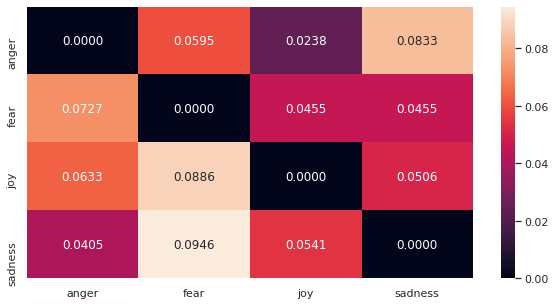 anger 0.0000 0.0595 0.0238 0.0833
fear 0.0727 0.0000 0.0455 0.0455
joy 0.0633 0.0886 0.0000 0.0506
sadness 0.0405 0.0946 0.0541 0.0000
anger fear joy sadness
0.08
0.06
0.04
0.02
0.00